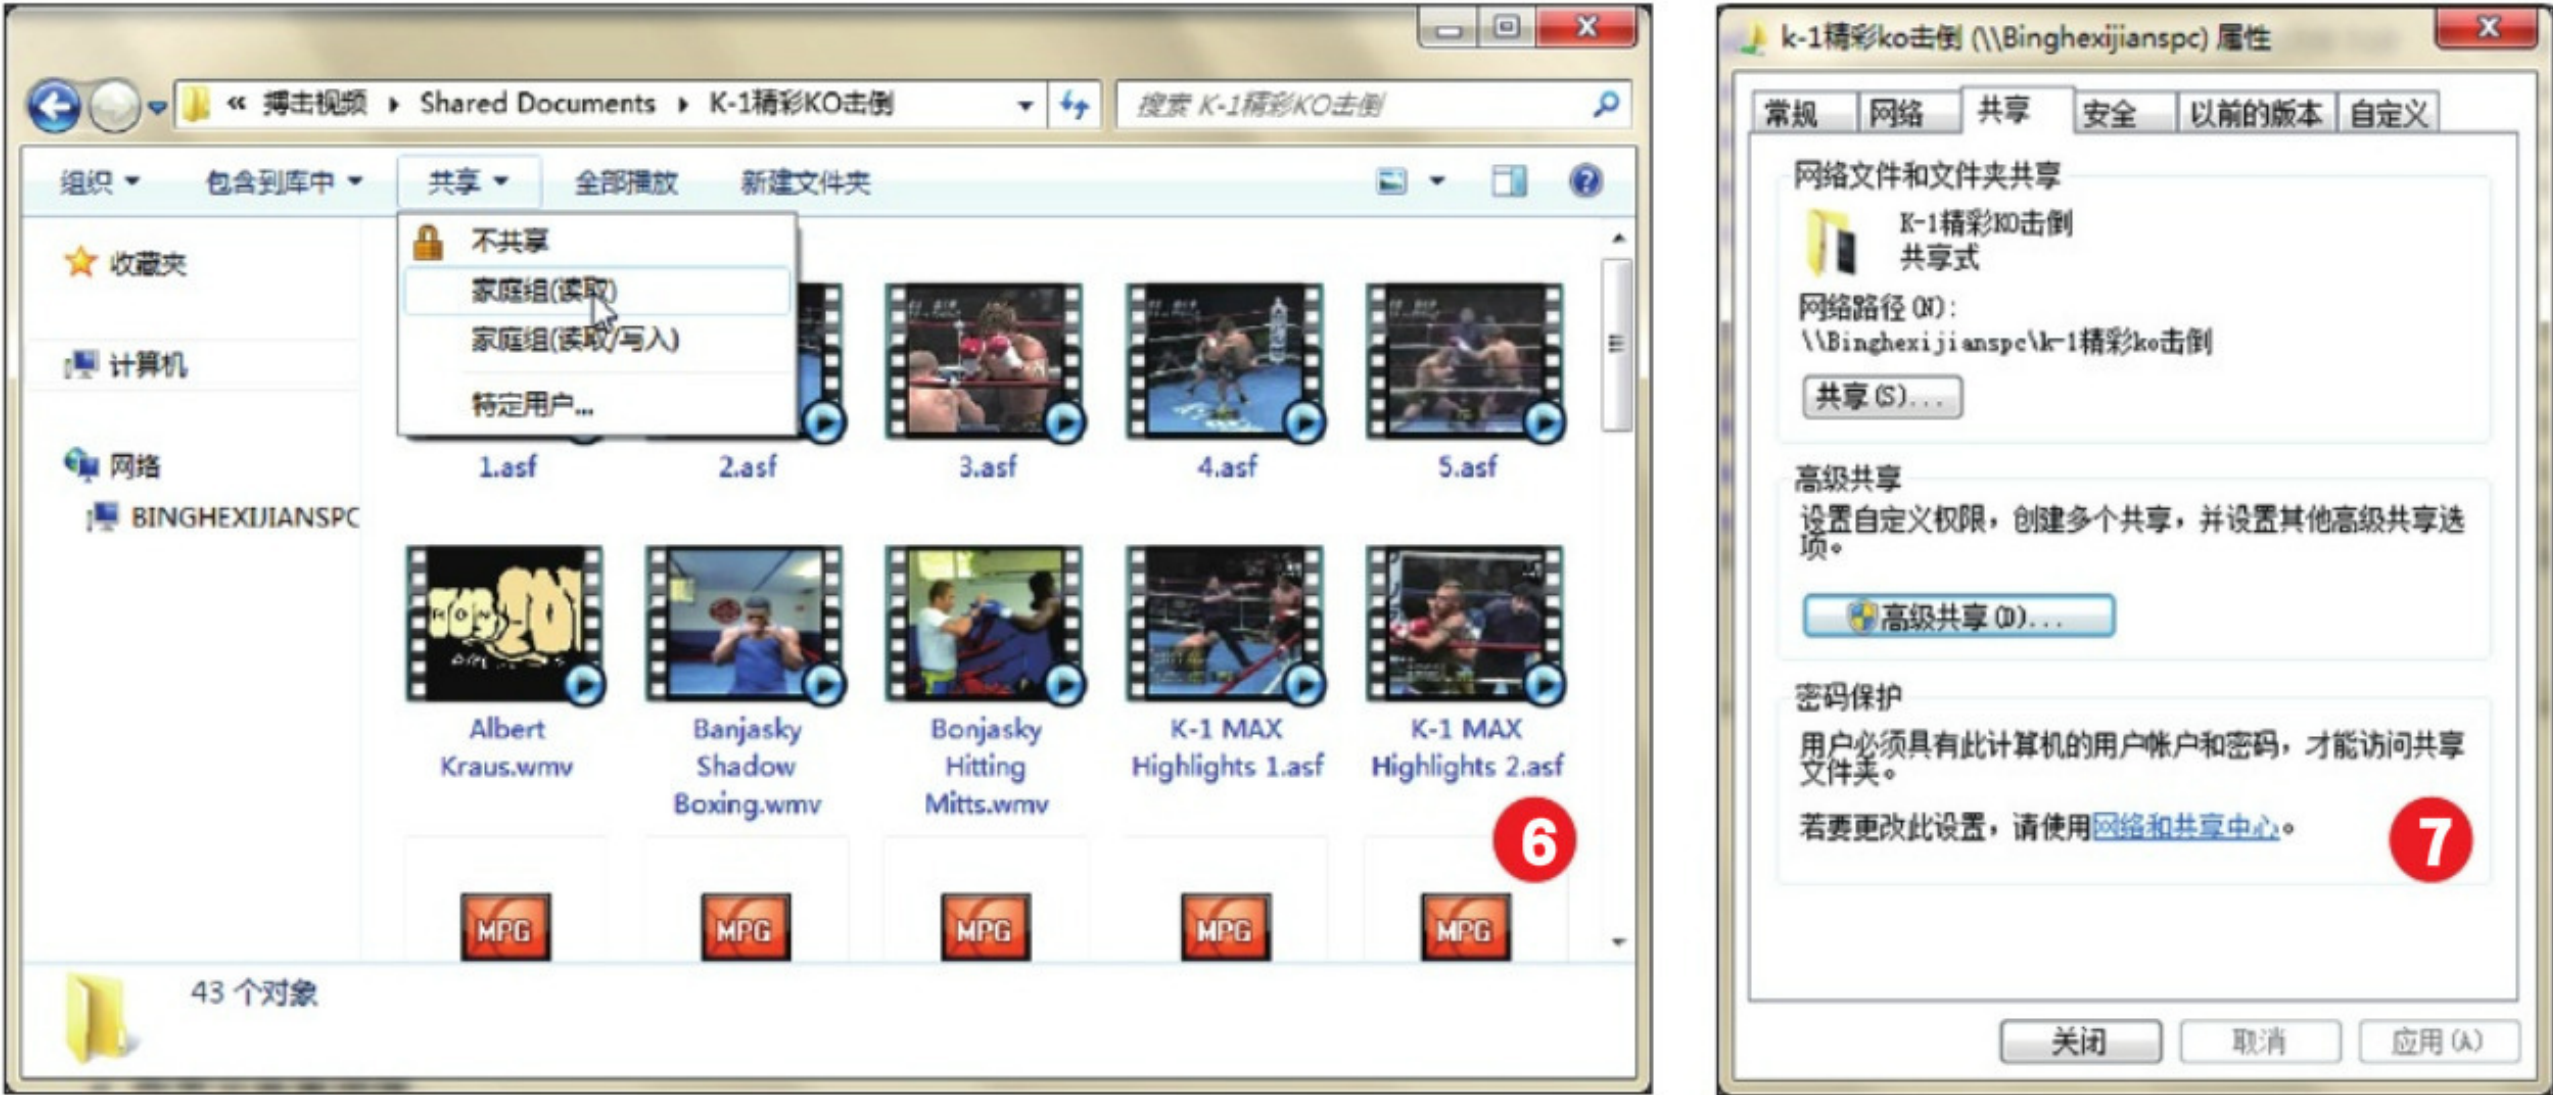 « 搏击视频 ▸ Shared Documents ▸ K-1精彩KO击倒
搜索 K-1精彩KO击倒
组织 包含到库中 共享 全部播放 新建文件夹
不共享
家庭组(读取)
家庭组(读取/写入)
特定用户...
收藏夹
计算机
网络
BINGHEXIJIANSPC
1.asf 2.asf 3.asf 4.asf 5.asf
Albert Kraus.wmv
Banjasky Shadow Boxing.wmv
Bonjasky Hitting Mitts.wmv
K-1 MAX Highlights 1.asf
K-1 MAX Highlights 2.asf
MPG MPG MPG MPG MPG
43 个对象
6
k-1精彩ko击倒 (\\Binghexijianspc) 属性
常规 网络 共享 安全 以前的版本 自定义
网络文件和文件夹共享
K-1精彩KO击倒
共享式
网络路径(N):
\\Binghexijianspc\k-1精彩ko击倒
共享(S)...
高级共享
设置自定义权限，创建多个共享，并设置其他高级共享选
项。
高级共享(D)...
密码保护
用户必须具有此计算机的用户帐户和密码，才能访问共享
文件夹。
若要更改此设置，请使用网络和共享中心。
7
关闭 取消 应用(A)